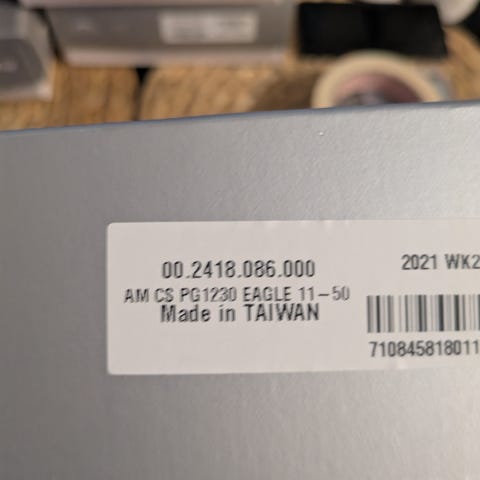 00.2418.086.000
AM CS PG1230 EAGLE 11-50
Made in TAIWAN
2021 WK2
710845818011